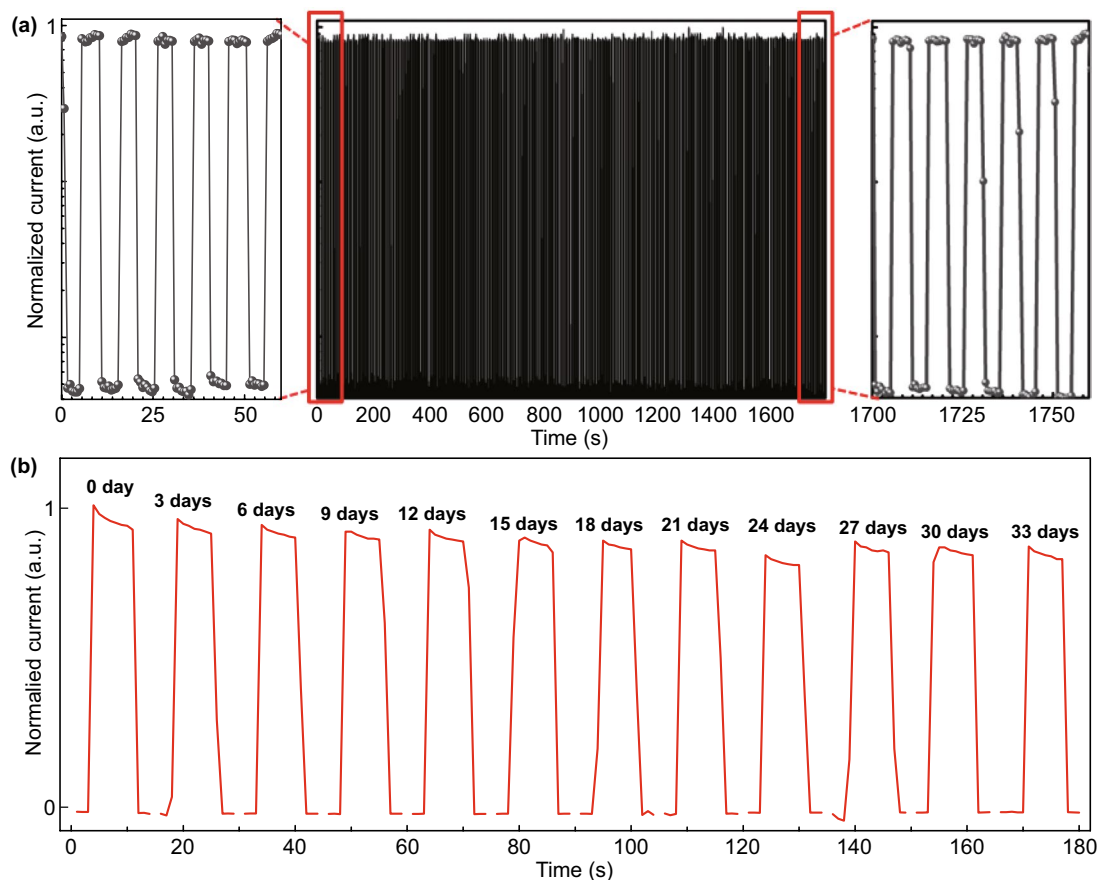 (a)
Normalized current (a.u.)
1
0 25 50
0 200 400 600 800 1000 1200 1400 1600
1700 1725 1750
Time (s)
(b)
Normalied current (a.u.)
1
0
0 day
3 days
6 days
9 days
12 days
15 days
18 days
21 days
24 days
27 days
30 days
33 days
0 20 40 60 80 100 120 140 160 180
Time (s)